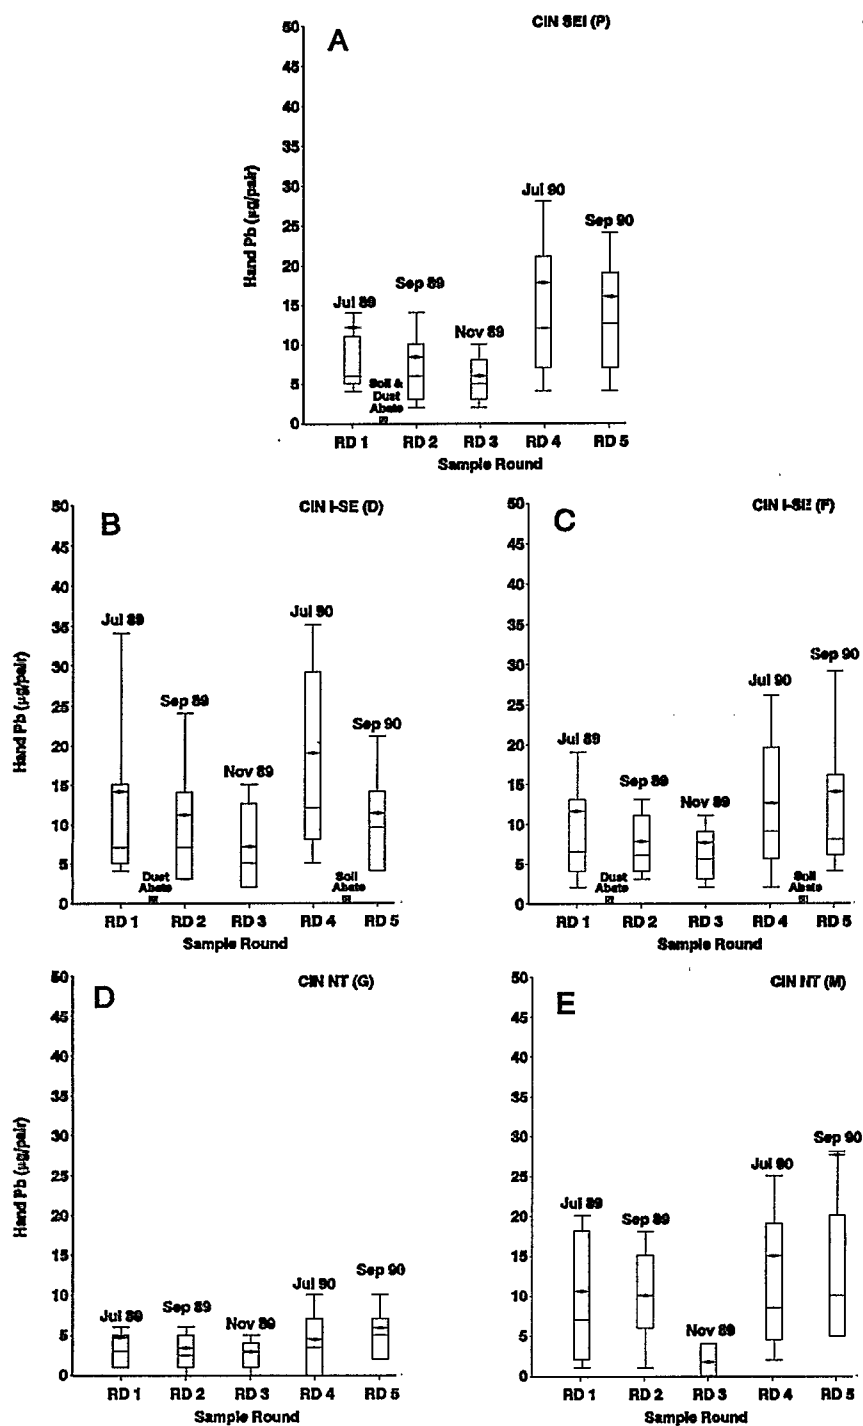 A
CIN SEI (P)
50
45
40
35
30
25
20
15
10
5
0
Hand Pb (µg/pair)
Jul 89
Sep 89
Nov 89
Jul 90
Sep 90
Soil &
Dust
Abate
RD 1 RD 2 RD 3 RD 4 RD 5
Sample Round
B
CIN I-SE (D)
50
45
40
35
30
25
20
15
10
5
0
Hand Pb (µg/pair)
Jul 89
Sep 89
Nov 89
Jul 90
Sep 90
Dust
Abate
Soil
Abate
RD 1 RD 2 RD 3 RD 4 RD 5
Sample Round
C
CIN I-SE (F)
50
45
40
35
30
25
20
15
10
5
0
Jul 89
Sep 89
Nov 89
Jul 90
Sep 90
Dust
Abate
Soil
Abate
RD 1 RD 2 RD 3 RD 4 RD 5
Sample Round
D
CIN NT (G)
50
45
40
35
30
25
20
15
10
5
0
Hand Pb (µg/pair)
Jul 89
Sep 89
Nov 89
Jul 90
Sep 90
RD 1 RD 2 RD 3 RD 4 RD 5
Sample Round
E
CIN NT (M)
50
45
40
35
30
25
20
15
10
5
0
Jul 89
Sep 89
Nov 89
Jul 90
Sep 90
RD 1 RD 2 RD 3 RD 4 RD 5
Sample Round